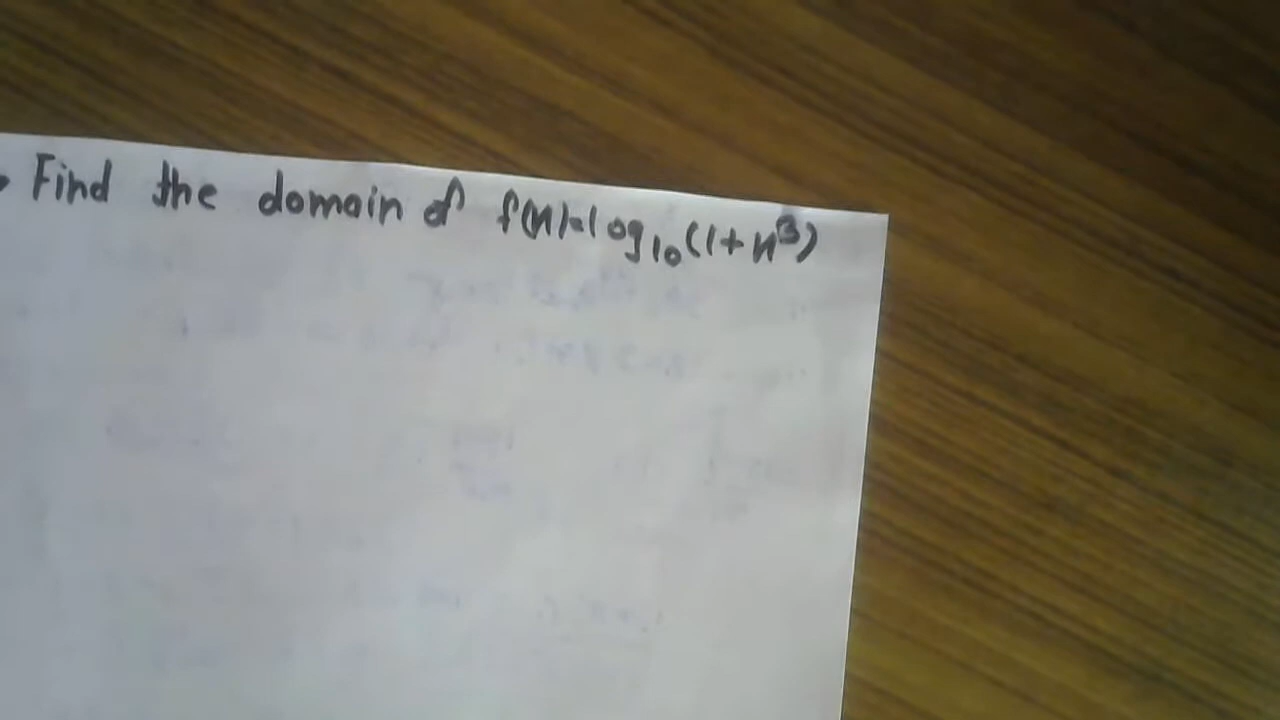 Find the domain of f(x)=log₁₀(1+x³)